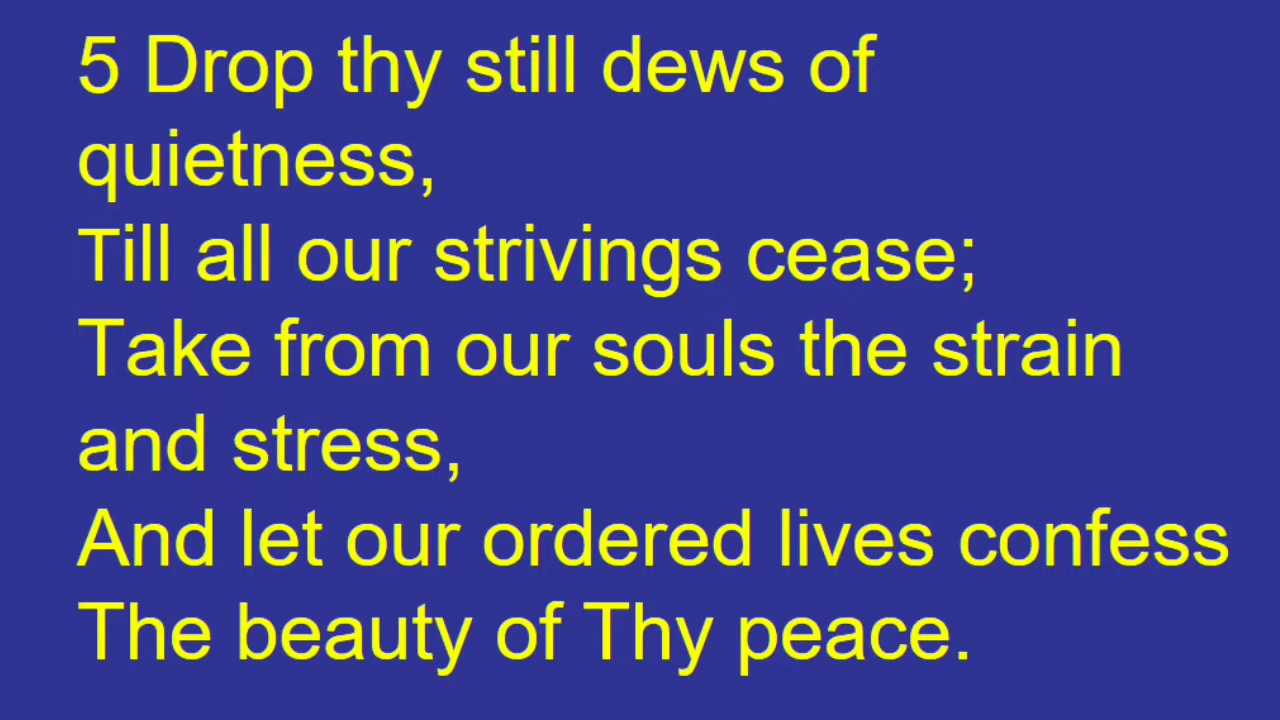 5 Drop thy still dews of
quietness,
Till all our strivings cease;
Take from our souls the strain
and stress,
And let our ordered lives confess
The beauty of Thy peace.